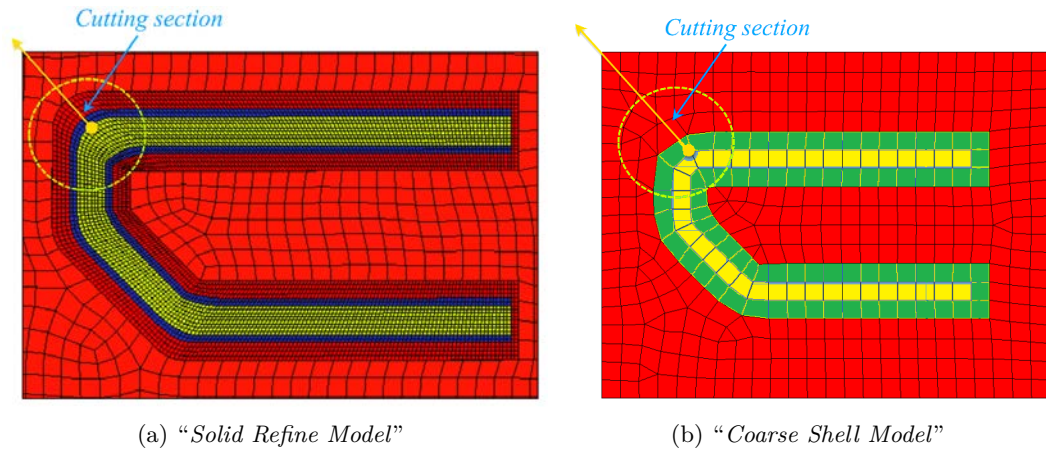 Cutting section
Cutting section
(a) “Solid Refine Model”
(b) “Coarse Shell Model”